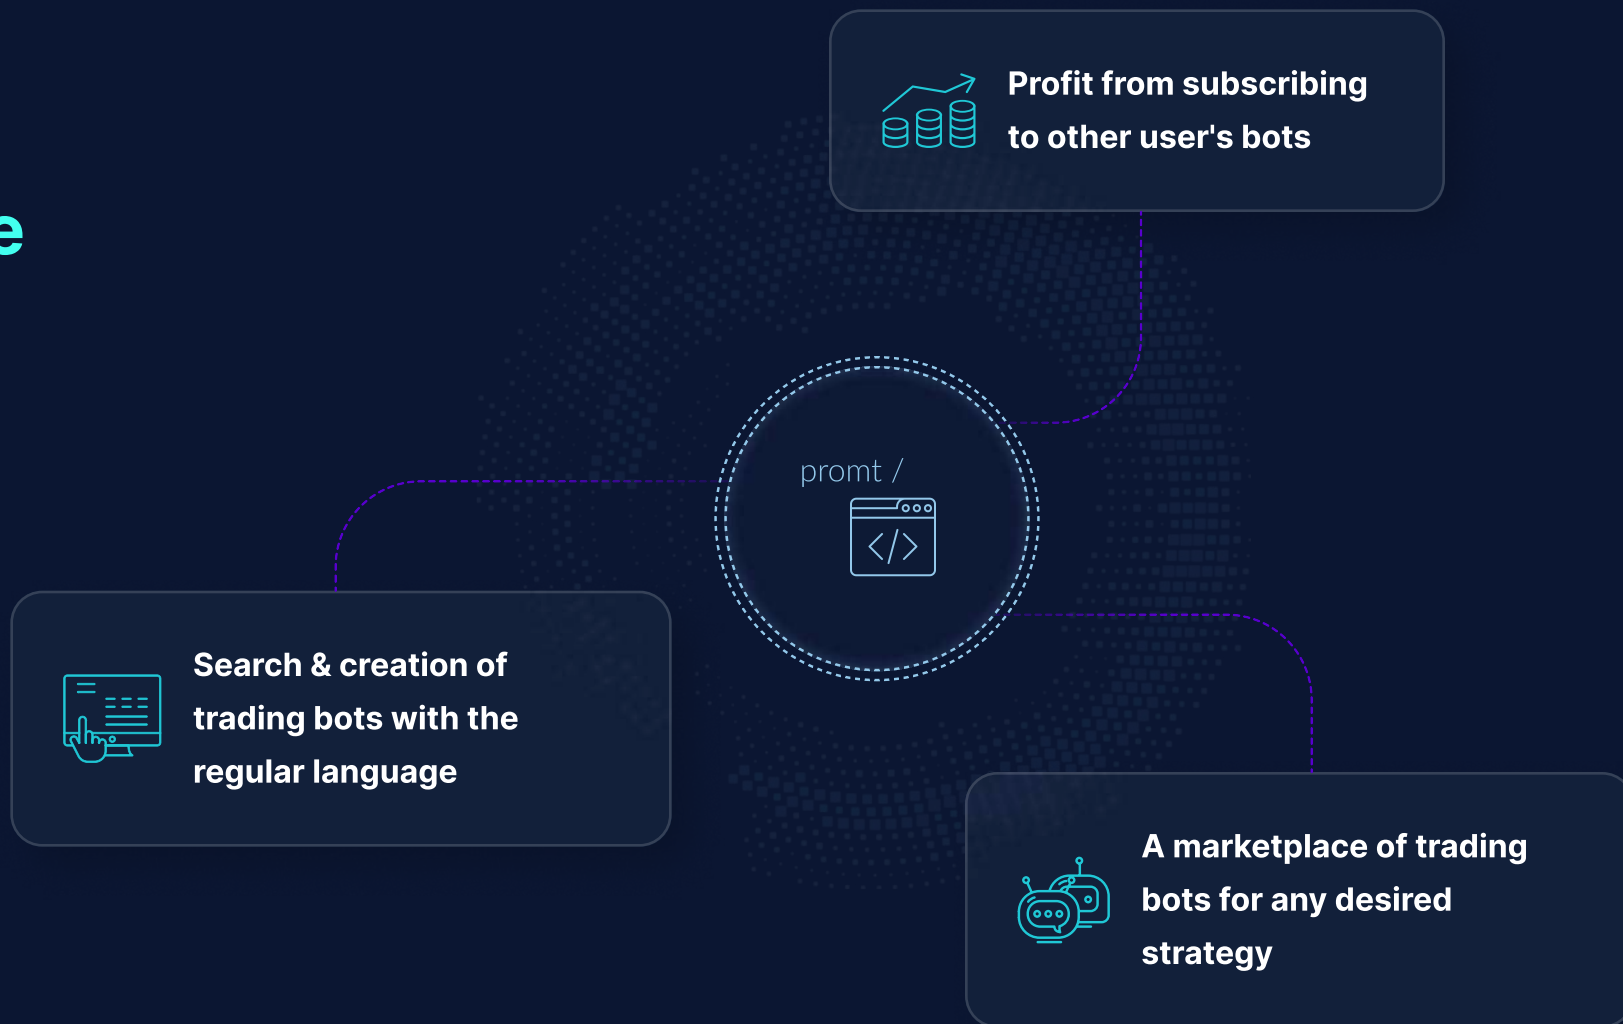 Profit from subscribing
to other user's bots
e
promt /
</>
Search & creation of
trading bots with the
regular language
A marketplace of trading
bots for any desired
strategy